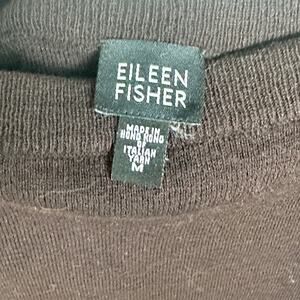 EILEEN
FISHER
MADE IN
HONG KONG
OF
ITALIAN
YARN
M